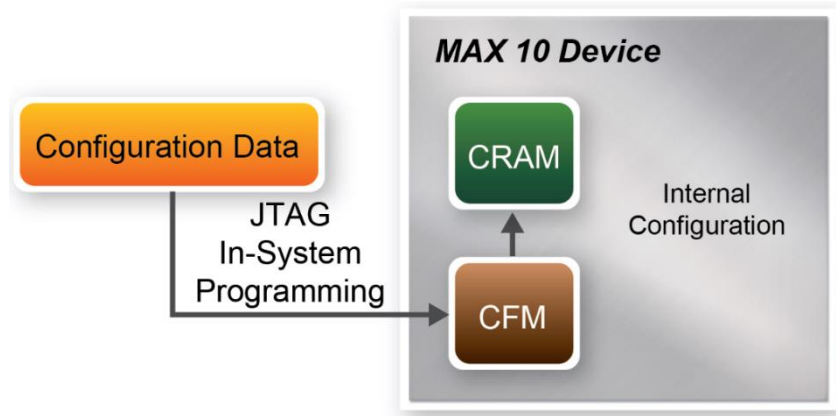 MAX 10 Device
Configuration Data
CRAM
JTAG
In-System
Programming
Internal
Configuration
CFM